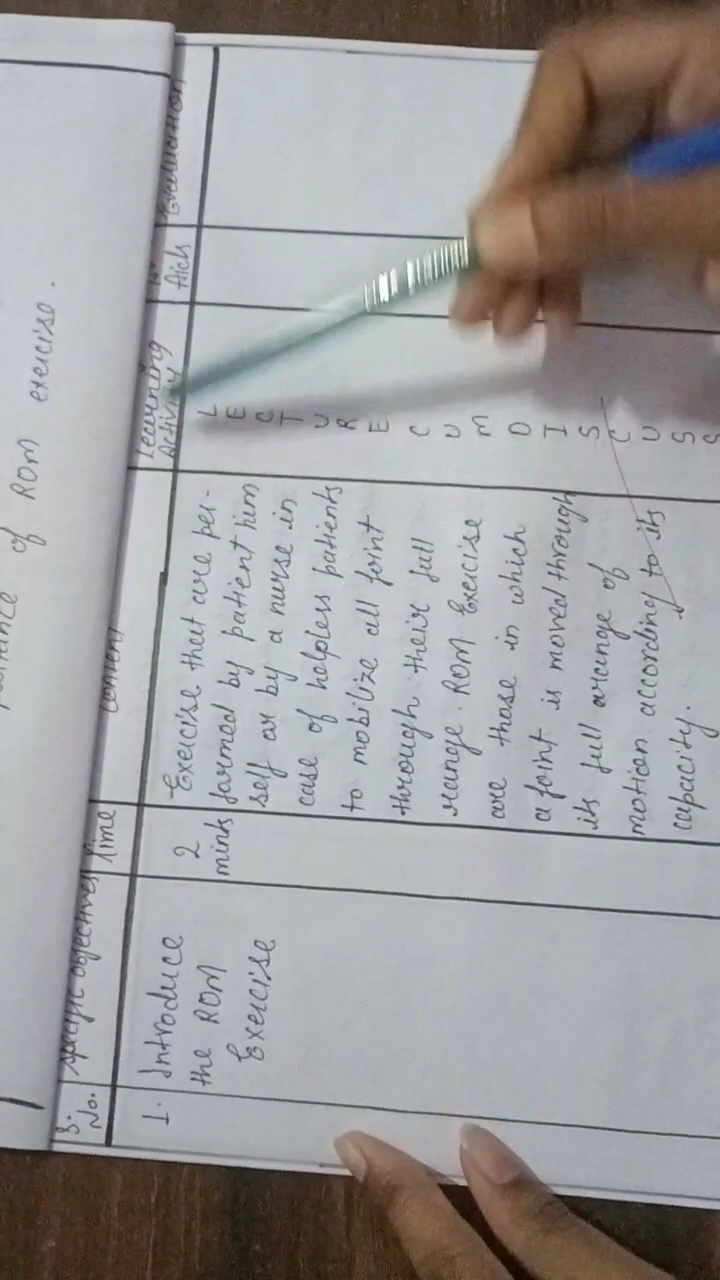 of ROM exercise.
S. No.
Specific objectives
Time
Content
Learning Activity
Aids
Evaluation
1.
Introduce
the ROM
Exercise
2
mints
Exercise that are per-
formed by patient him
self or by a nurse in
case of helpless patients
to mobilize all joint
through their full
range. ROM Exercise
are those in which
a joint is moved through
its full arange of
motion according to its
capacity.
L
E
C
T
U
R
E
C
U
M
D
I
S
C
U
S
S